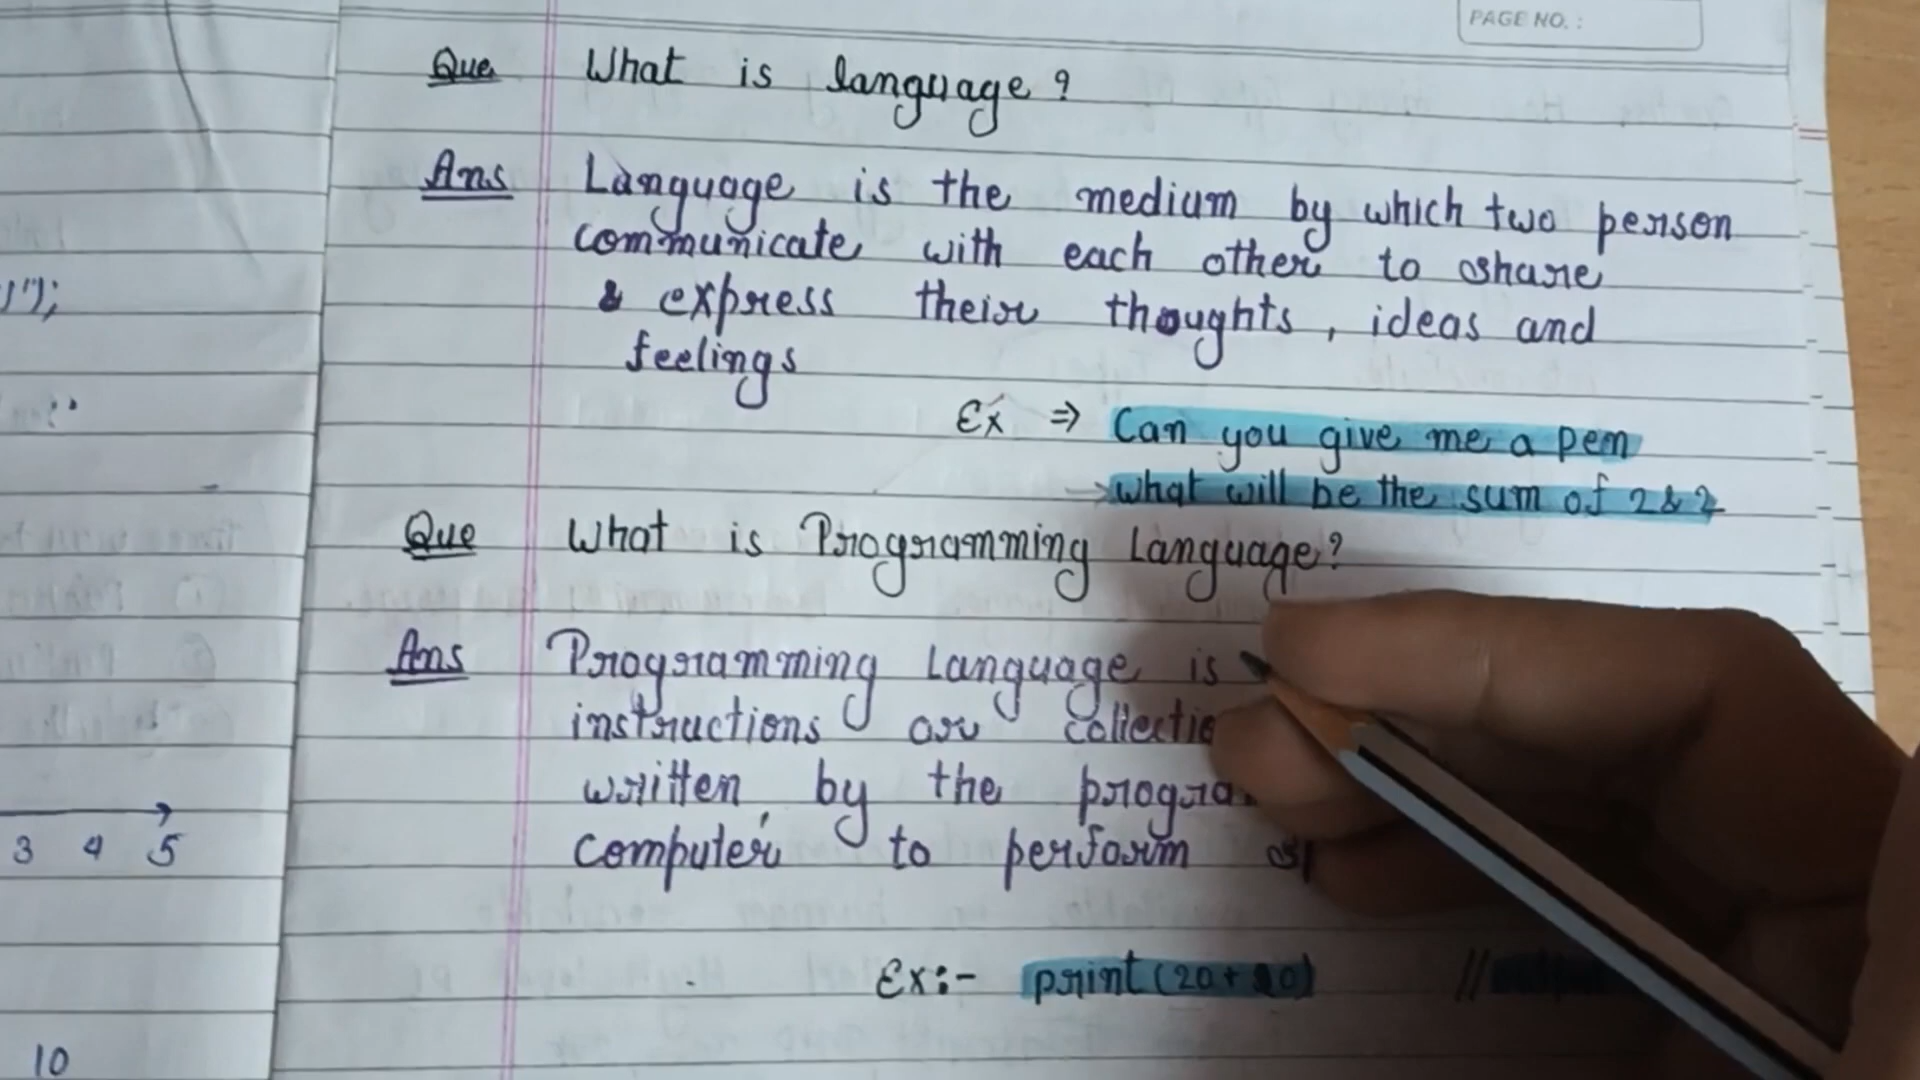 PAGE NO. :
Que What is language?
Ans Language is the medium by which two person
communicate with each other to share
& express their thoughts, ideas and
feelings
Ex ⇒ Can you give me a pen
→ what will be the sum of 2 & 2
Que What is Programming Language?
Ans Programming Language is
instructions or
written by the
computer to perform
Ex:- print(20+
//
");
3 4 5
10